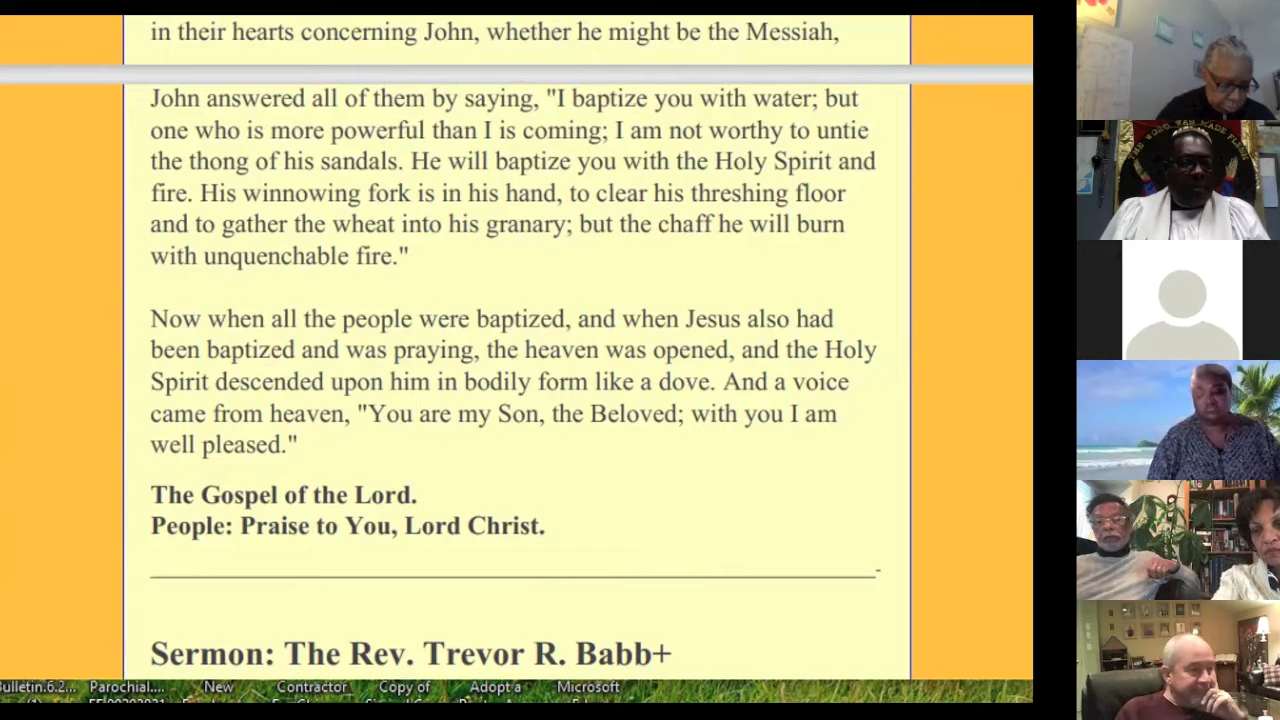 in their hearts concerning John, whether he might be the Messiah,
John answered all of them by saying, "I baptize you with water; but
one who is more powerful than I is coming; I am not worthy to untie
the thong of his sandals. He will baptize you with the Holy Spirit and
fire. His winnowing fork is in his hand, to clear his threshing floor
and to gather the wheat into his granary; but the chaff he will burn
with unquenchable fire."
Now when all the people were baptized, and when Jesus also had
been baptized and was praying, the heaven was opened, and the Holy
Spirit descended upon him in bodily form like a dove. And a voice
came from heaven, "You are my Son, the Beloved; with you I am
well pleased."
The Gospel of the Lord.
People: Praise to You, Lord Christ.
Sermon: The Rev. Trevor R. Babb+
Parochial.... New Contractor Copy of Adopt a Microsoft
THE WORD WAS MADE FLESH